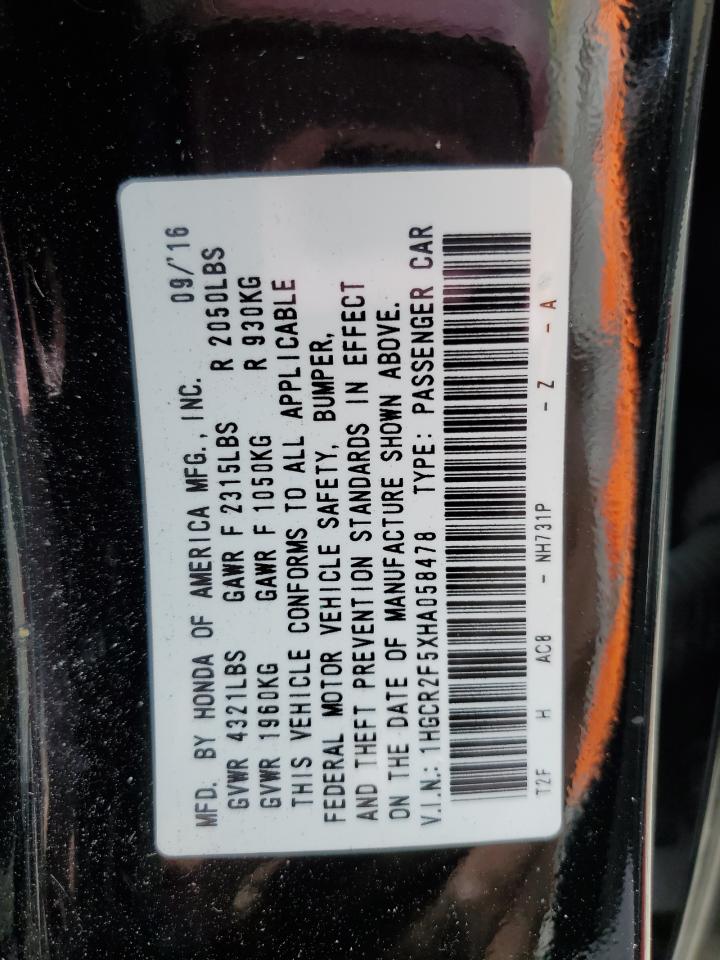 MFD. BY HONDA OF AMERICA MFG., INC. 09/'16
GVWR 4321LBS GAWR F 2315LBS R 2050LBS
GVWR 1960KG GAWR F 1050KG R 930KG
THIS VEHICLE CONFORMS TO ALL APPLICABLE
FEDERAL MOTOR VEHICLE SAFETY, BUMPER,
AND THEFT PREVENTION STANDARDS IN EFFECT
ON THE DATE OF MANUFACTURE SHOWN ABOVE.
V.I.N.: 1HGCR2F5XHA058478 TYPE: PASSENGER CAR
T2F H AC8 - NH731P - Z - A